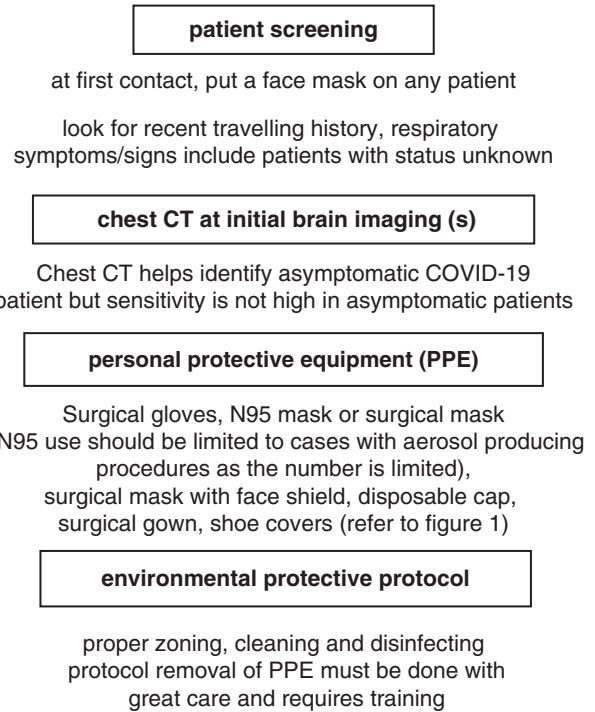 patient screening
at first contact, put a face mask on any patient
look for recent travelling history, respiratory
symptoms/signs include patients with status unknown
chest CT at initial brain imaging (s)
Chest CT helps identify asymptomatic COVID-19
patient but sensitivity is not high in asymptomatic patients
personal protective equipment (PPE)
Surgical gloves, N95 mask or surgical mask
N95 use should be limited to cases with aerosol producing
procedures as the number is limited),
surgical mask with face shield, disposable cap,
surgical gown, shoe covers (refer to figure 1)
environmental protective protocol
proper zoning, cleaning and disinfecting
protocol removal of PPE must be done with
great care and requires training